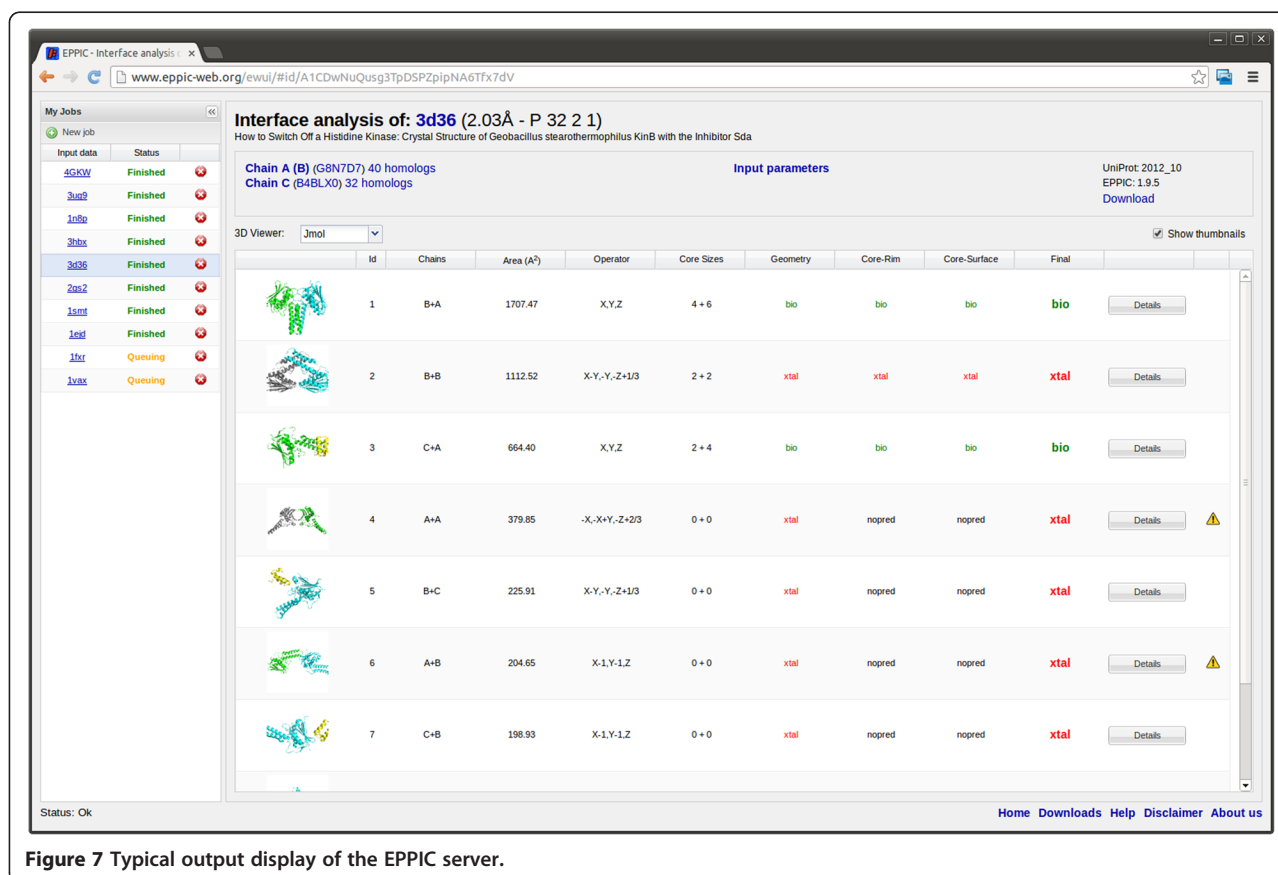 EPPIC - Interface analysis o
www.eppic-web.org/ewui/#id/A1CDwNuQusg3TpDSPZpipNA6Tfx7dV
My Jobs
New job
Input data Status
4GKW Finished
3ug9 Finished
1n8p Finished
3hbx Finished
3d36 Finished
2qs2 Finished
1smt Finished
1ejd Finished
1fxr Queuing
1vax Queuing
Interface analysis of: 3d36 (2.03Å - P 32 2 1)
How to Switch Off a Histidine Kinase: Crystal Structure of Geobacillus stearothermophilus KinB with the Inhibitor Sda
Chain A (B) (G8N7D7) 40 homologs
Chain C (B4BLX0) 32 homologs
Input parameters
UniProt: 2012_10
EPPIC: 1.9.5
Download
3D Viewer: Jmol
Show thumbnails
Id Chains Area (A²) Operator Core Sizes Geometry Core-Rim Core-Surface Final
1 B+A 1707.47 X,Y,Z 4 + 6 bio bio bio bio Details
2 B+B 1112.52 X-Y,-Y,-Z+1/3 2 + 2 xtal xtal xtal xtal Details
3 C+A 664.40 X,Y,Z 2 + 4 bio bio bio bio Details
4 A+A 379.85 -X,-X+Y,-Z+2/3 0 + 0 xtal nopred nopred xtal Details
5 B+C 225.91 X-Y,-Y,-Z+1/3 0 + 0 xtal nopred nopred xtal Details
6 A+B 204.65 X-1,Y-1,Z 0 + 0 xtal nopred nopred xtal Details
7 C+B 198.93 X-1,Y-1,Z 0 + 0 xtal nopred nopred xtal Details
Status: Ok
Home Downloads Help Disclaimer About us
Figure 7 Typical output display of the EPPIC server.